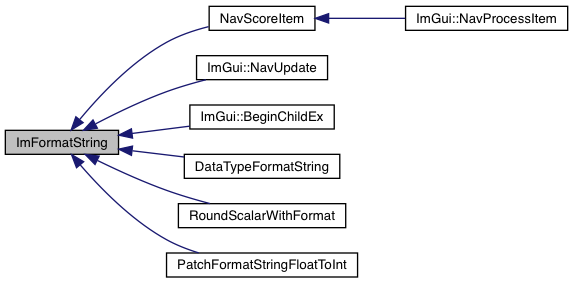 NavScoreItem
ImGui::NavProcessItem
ImGui::NavUpdate
ImGui::BeginChildEx
ImFormatString
DataTypeFormatString
RoundScalarWithFormat
PatchFormatStringFloatToInt